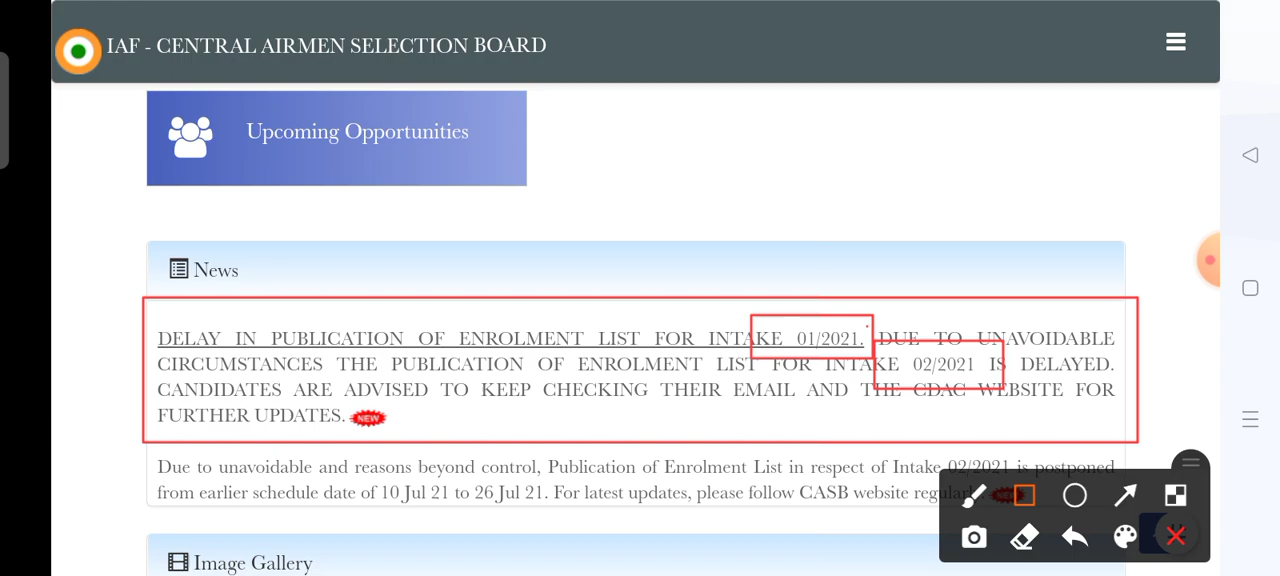 IAF - CENTRAL AIRMEN SELECTION BOARD
Upcoming Opportunities
News
DELAY IN PUBLICATION OF ENROLMENT LIST FOR INTAKE 01/2021. DUE TO UNAVOIDABLE
CIRCUMSTANCES THE PUBLICATION OF ENROLMENT LIST FOR INTAKE 02/2021 IS DELAYED.
CANDIDATES ARE ADVISED TO KEEP CHECKING THEIR EMAIL AND THE CDAC WEBSITE FOR
FURTHER UPDATES. NEW
Due to unavoidable and reasons beyond control, Publication of Enrolment List in respect of Intake 02/2021 is postponed
from earlier schedule date of 10 Jul 21 to 26 Jul 21. For latest updates, please follow CASB website regularly
Image Gallery